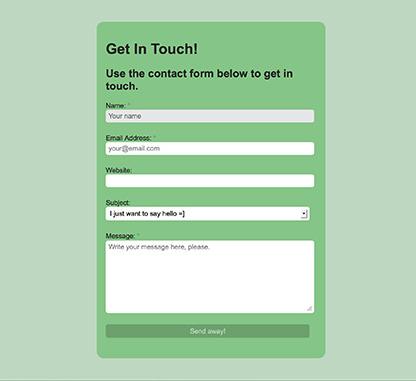 Get In Touch!
Use the contact form below to get in
touch.
Name: *
Your name
Email Address: *
your@email.com
Website:
Subject:
I just want to say hello =]
Message: *
Write your message here, please.
Send away!